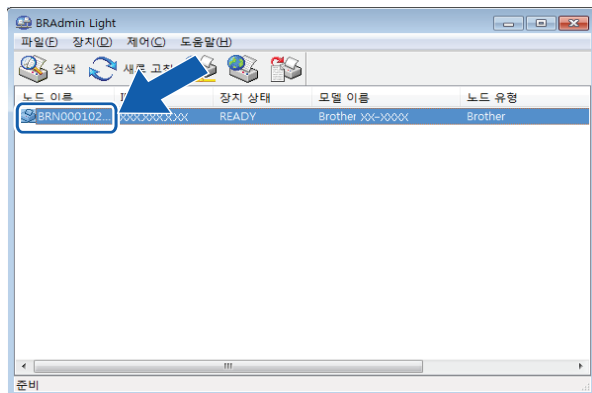 BRAdmin Light
파일(F) 장치(D) 제어(C) 도움말(H)
검색 새로 고침
노드 이름 장치 상태 모델 이름 노드 유형
BRN000102... XXXXXXXXXX READY Brother XX-XXXX Brother
준비